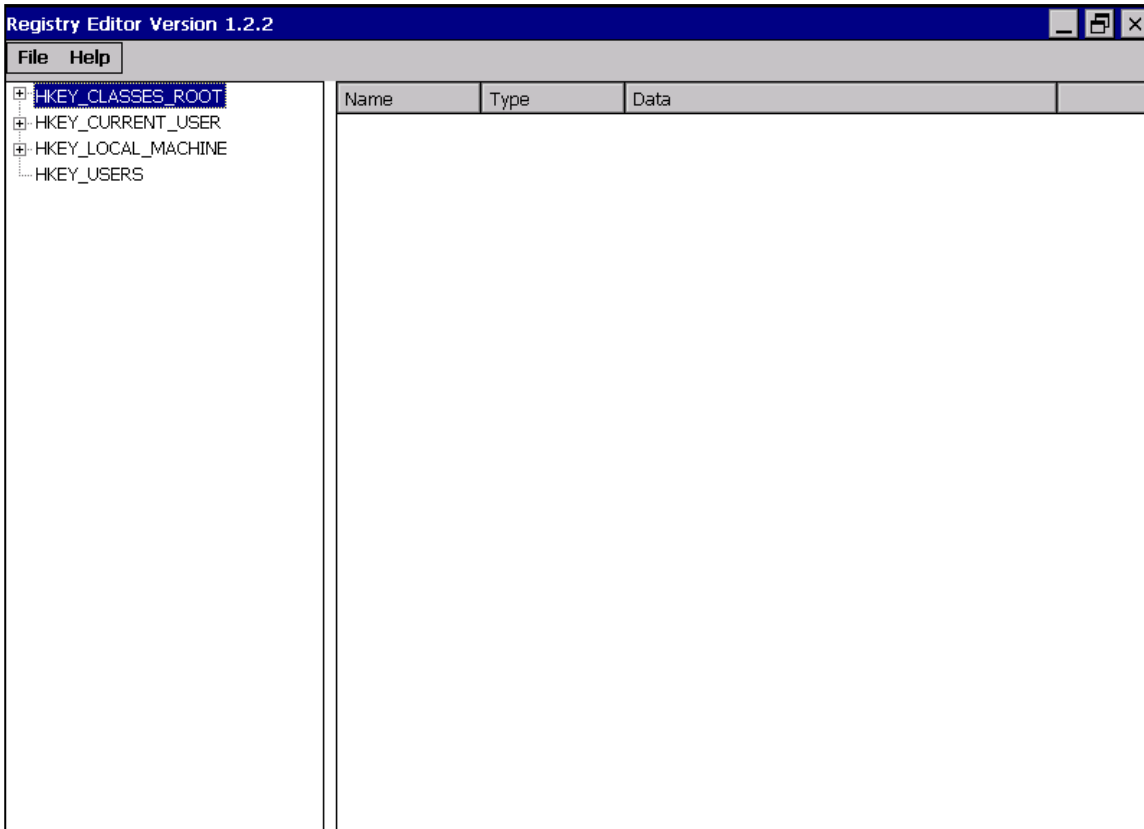 Registry Editor Version 1.2.2
File Help
HKEY_CLASSES_ROOT
HKEY_CURRENT_USER
HKEY_LOCAL_MACHINE
HKEY_USERS
Name Type Data